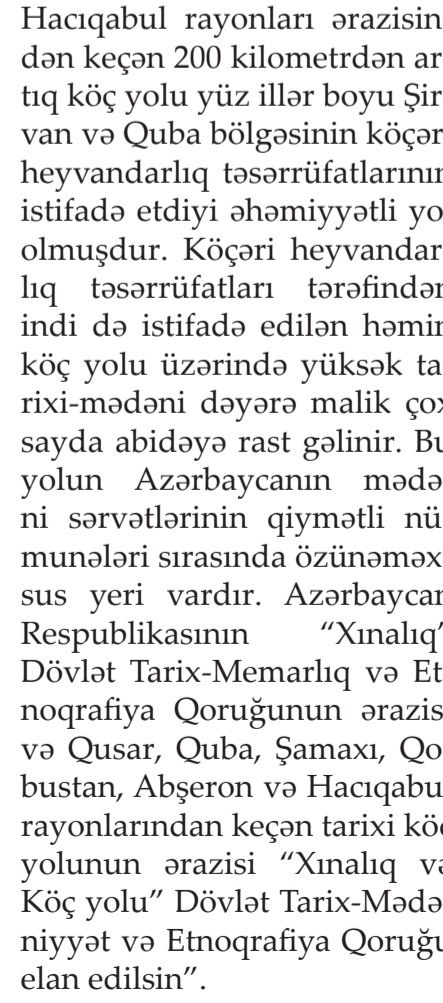 Hacıqabul rayonları ərazisin
dən keçən 200 kilometrdən ar
tıq köç yolu yüz illər boyu Şir
van və Quba bölgəsinin köçər
heyvandarlıq təsərrüfatlarının
istifadə etdiyi əhəmiyyətli yo
olmuşdur. Köçəri heyvandar
lıq təsərrüfatları tərəfindən
indi də istifadə edilən həmin
köç yolu üzərində yüksək ta
rixi-mədəni dəyərə malik çox
sayda abidəyə rast gəlinir. Bu
yolun Azərbaycanın mədə
ni sərvətlərinin qiymətli nü
munələri sırasında özünəməx
sus yeri vardır. Azərbaycan
Respublikasının “Xınalıq”
Dövlət Tarix-Memarlıq və Et
noqrafiya Qoruğunun ərazis
və Qusar, Quba, Şamaxı, Qo
bustan, Abşeron və Hacıqabu
rayonlarından keçən tarixi köç
yolunun ərazisi “Xınalıq və
Köç yolu” Dövlət Tarix-Mədə
niyyət və Etnoqrafiya Qoruğu
elan edilsin”.